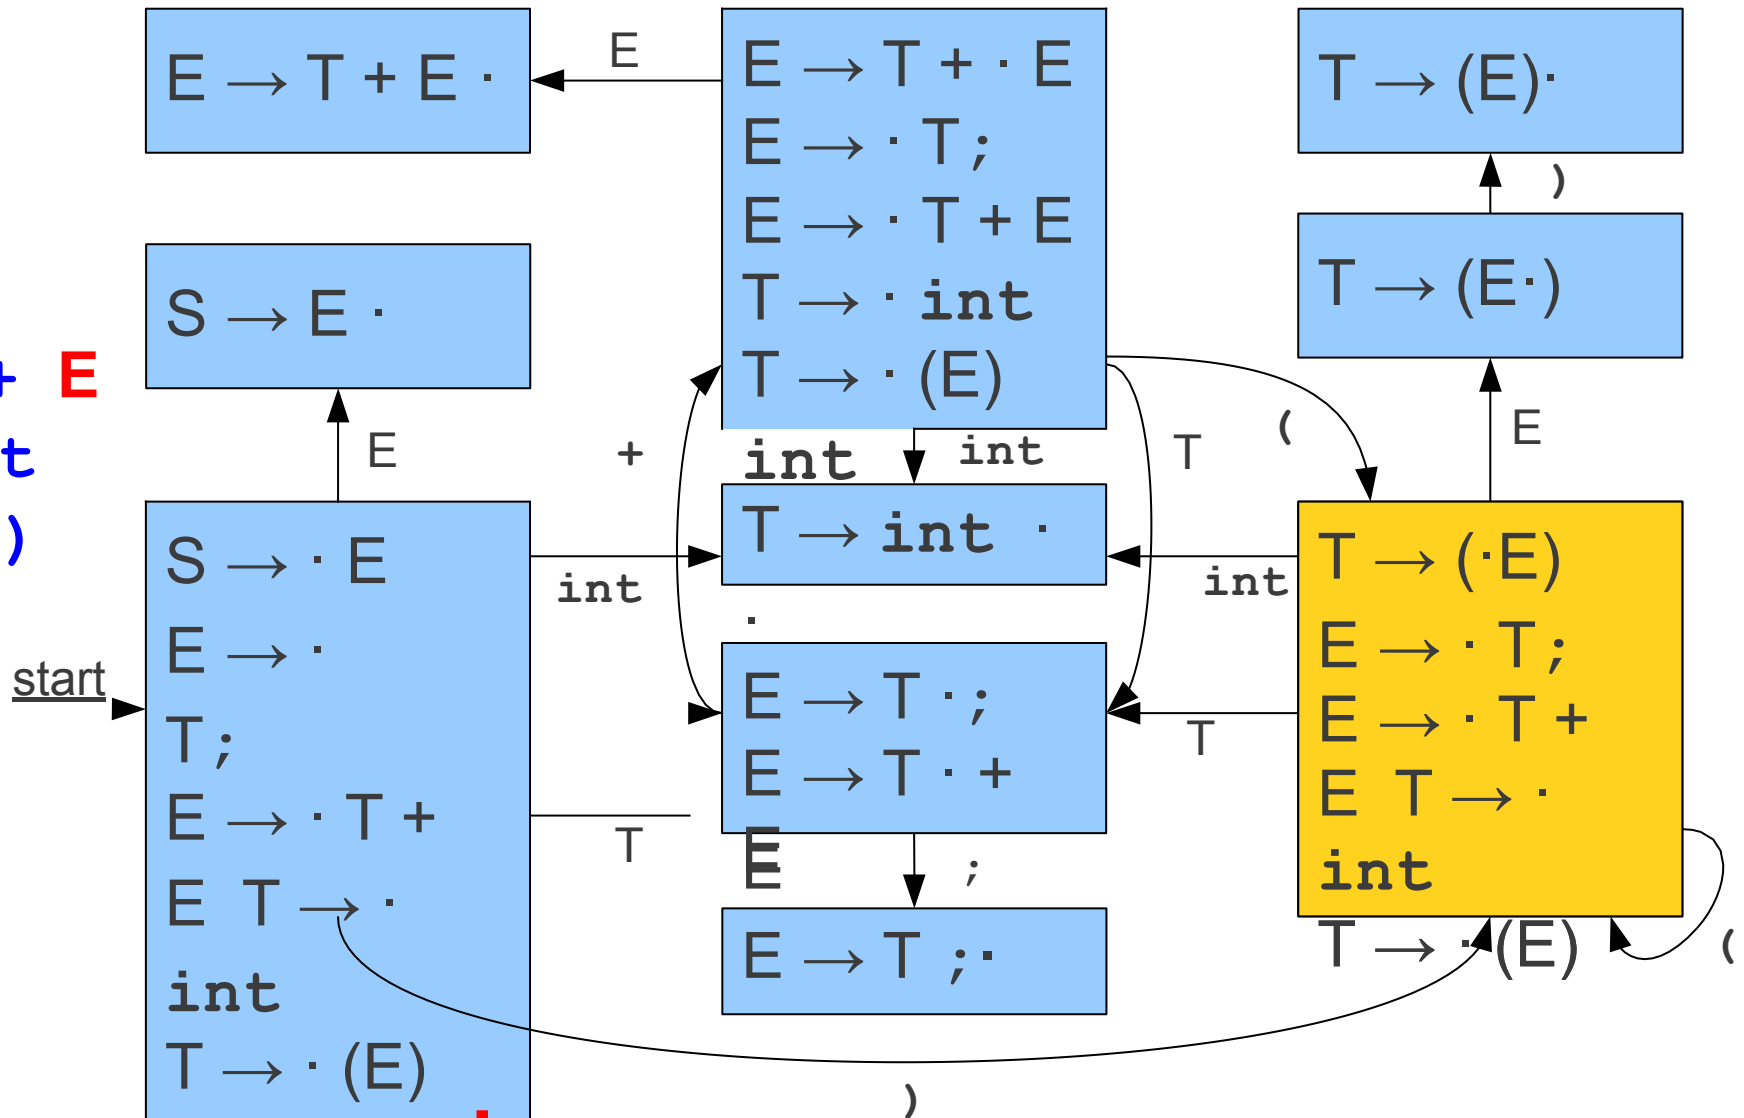 E → T + E ·
E
E → T + · E
E → · T ;
E → · T + E
T → · int
T → · (E)
int
T → (E)·
)
T → (E·)
S → E ·
+ E
t
)
E
+
int
T
(
E
T → int ·
·
int
int
S → · E
E → ·
T ;
E → · T +
E T → ·
int
T → · (E)
start
T
E → T · ;
E → T · +
E
E
;
E → T ; ·
T
T → (·E)
E → · T ;
E → · T +
E T → ·
int
T → · (E)
(
)